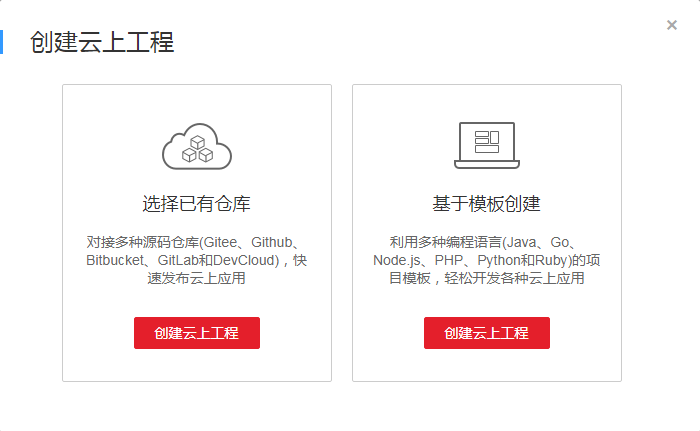 创建云上工程
×
选择已有仓库
对接多种源码仓库(Gitee、Github、
Bitbucket、GitLab和DevCloud)，快
速发布云上应用
创建云上工程
基于模板创建
利用多种编程语言(Java、Go、
Node.js、PHP、Python和Ruby)的项
目模板，轻松开发各种云上应用
创建云上工程